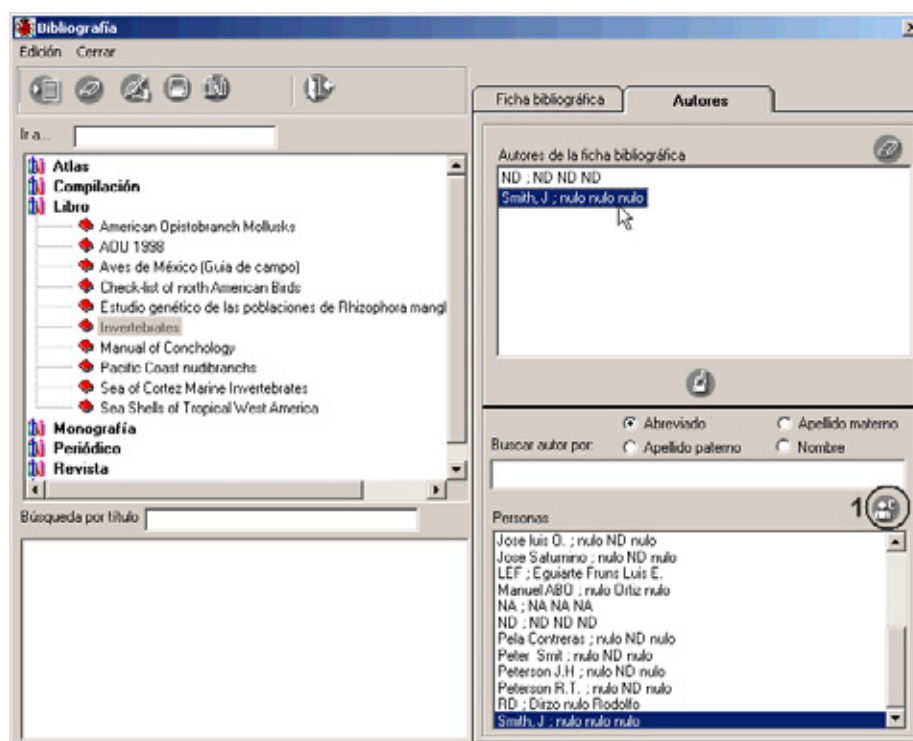 Bibliografía
Edición Cerrar
Ir a...
Atlas
Compilación
Libro
American Opistobranch Mollusks
AOU 1998
Aves de México (Guia de campo)
Check-list of north American Birds
Estudio genético de las poblaciones de Rhizophora mangl
Invertebrates
Manual of Conchology
Pacific Coast nudibranchs
Sea of Cortez Marine Invertebrates
Sea Shells of Tropical West America
Monografía
Periódico
Revista
Búsqueda por título
Ficha bibliográfica
Autores
Autores de la ficha bibliográfica
ND ; ND ND ND
Smith, J ; nulo nulo nulo
Buscar autor por:
Abreviado
Apellido materno
Apellido paterno
Nombre
1
Personas
Jose luis O. ; nulo ND nulo
Jose Saturnino ; nulo ND nulo
LEF ; Eguiarte Fruns Luis E.
Manuel ABO ; nulo Ortiz nulo
NA ; NA NA NA
ND ; ND ND ND
Pela Contreras ; nulo ND nulo
Peter Smit ; nulo ND nulo
Peterson J.H ; nulo ND nulo
Peterson R.T. ; nulo ND nulo
RD ; Dirzo nulo Rodolfo
Smith, J ; nulo nulo nulo